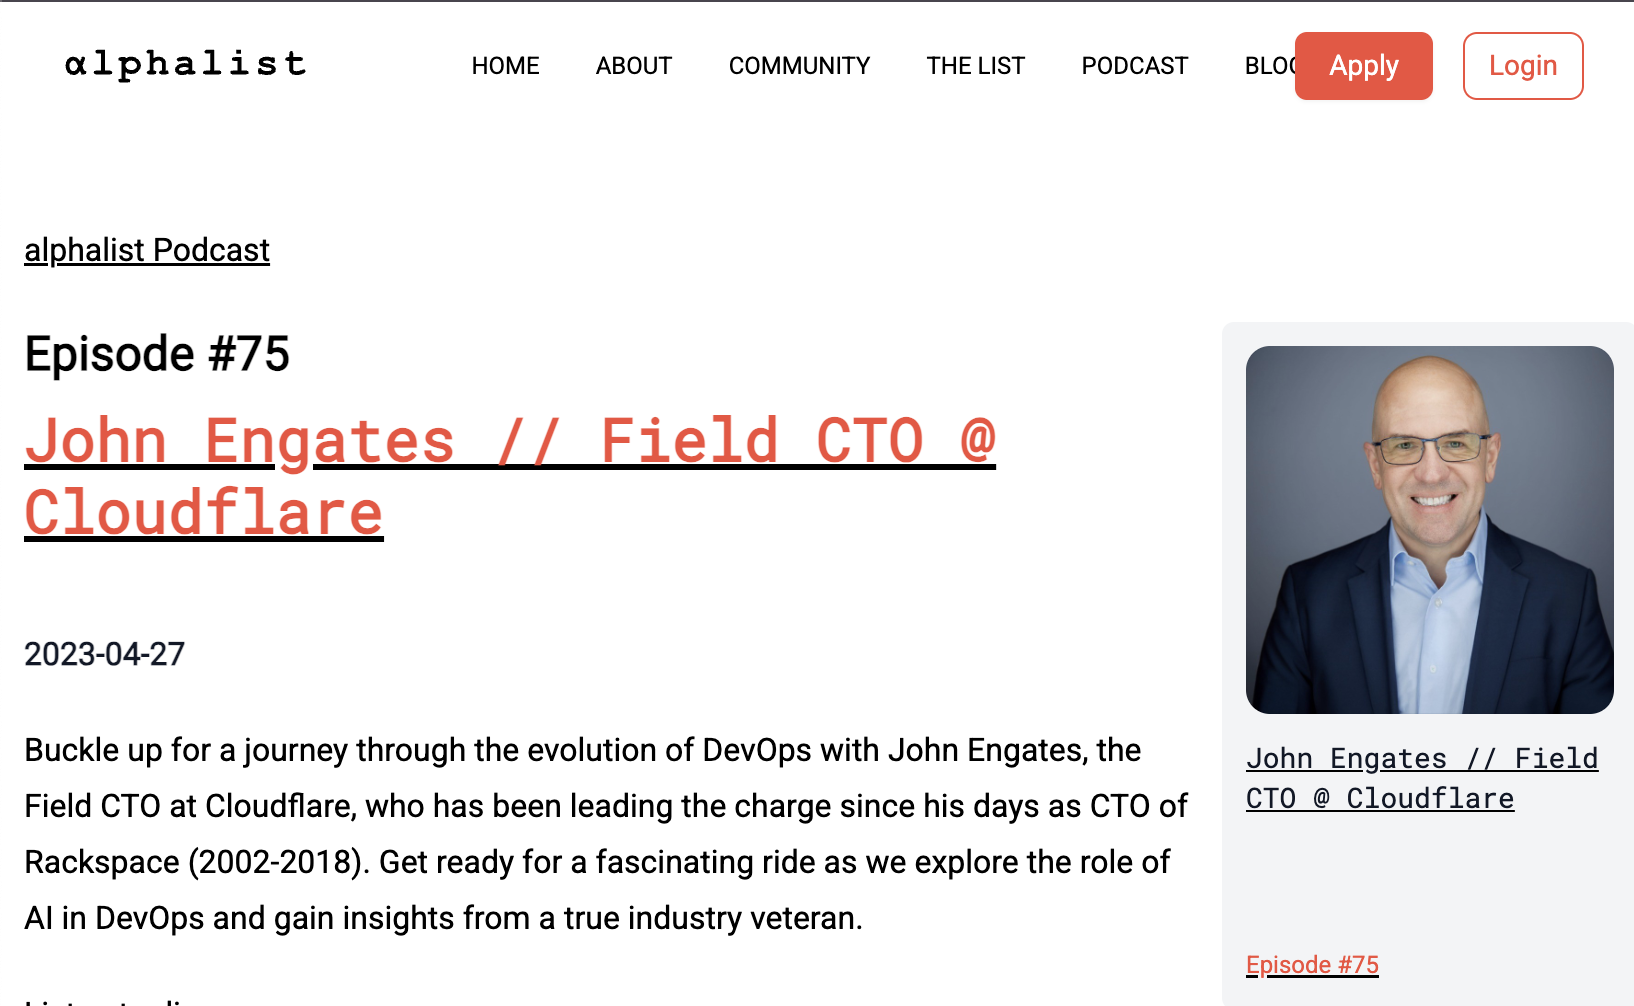 αlphalist
HOME ABOUT COMMUNITY THE LIST PODCAST Apply Login
alphalist Podcast
Episode #75
John Engates // Field CTO @
Cloudflare
2023-04-27
Buckle up for a journey through the evolution of DevOps with John Engates, the
Field CTO at Cloudflare, who has been leading the charge since his days as CTO of
Rackspace (2002-2018). Get ready for a fascinating ride as we explore the role of
AI in DevOps and gain insights from a true industry veteran.
John Engates // Field
CTO @ Cloudflare
Episode #75